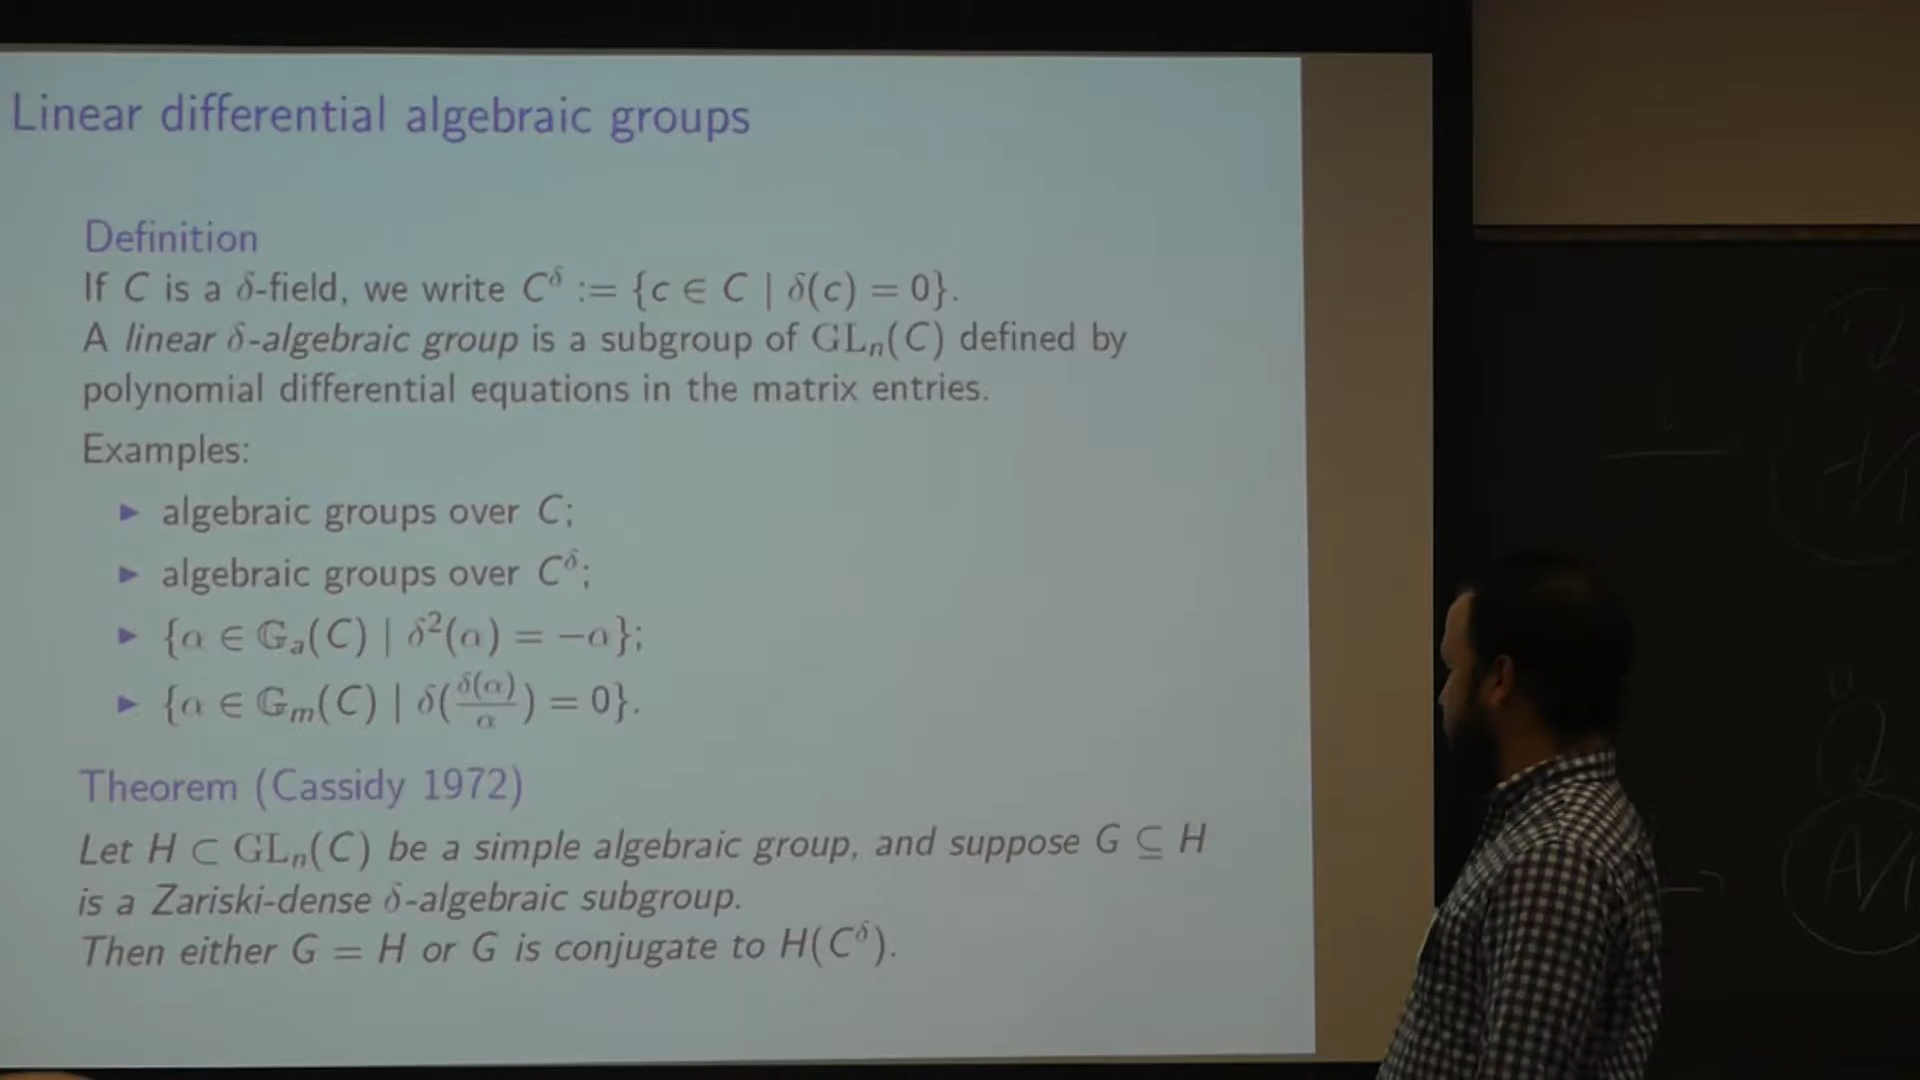 Linear differential algebraic groups
Definition
If C is a δ-field, we write C^δ := {c ∈ C | δ(c) = 0}.
A linear δ-algebraic group is a subgroup of GL_n(C) defined by
polynomial differential equations in the matrix entries.
Examples:
▶ algebraic groups over C;
▶ algebraic groups over C^δ;
▶ {α ∈ 𝔾_a(C) | δ²(α) = −α};
▶ {α ∈ 𝔾_m(C) | δ(δ(α)/α) = 0}.
Theorem (Cassidy 1972)
Let H ⊂ GL_n(C) be a simple algebraic group, and suppose G ⊆ H
is a Zariski-dense δ-algebraic subgroup.
Then either G = H or G is conjugate to H(C^δ).